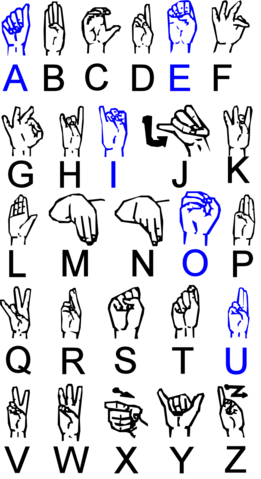 A B C D E F
G H I J K
L M N O P
Q R S T U
V W X Y Z